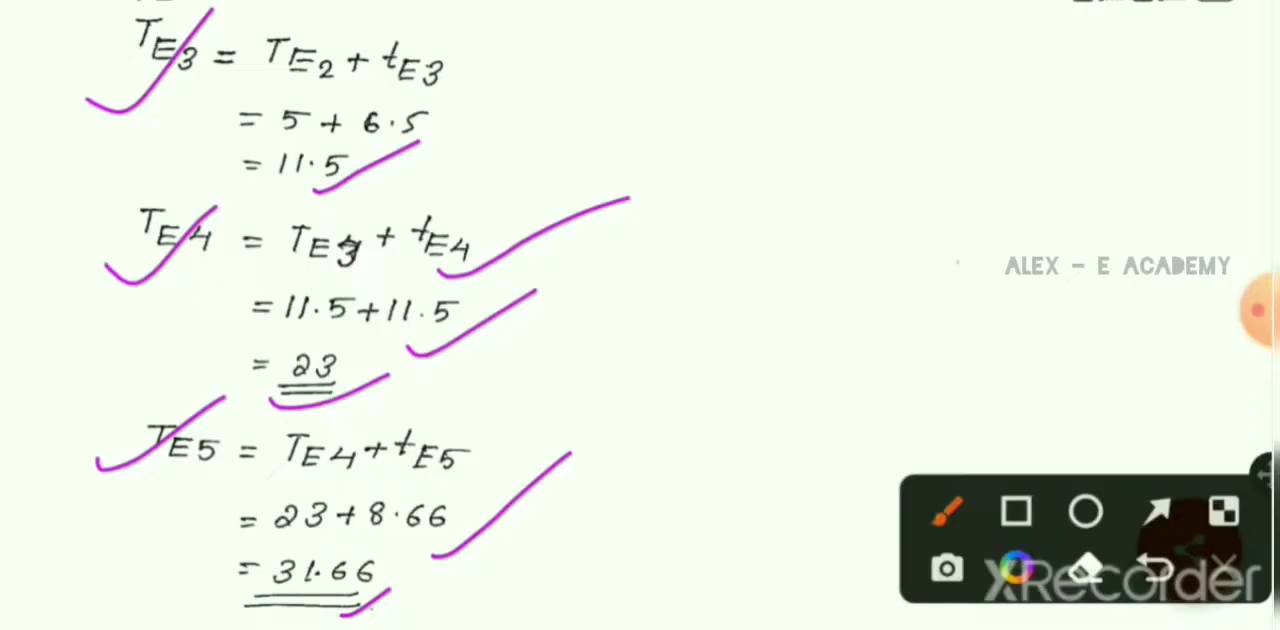 TE3 = TE2 + tE3
= 5 + 6.5
= 11.5
TE4 = TE3 + tE4
= 11.5 + 11.5
= 23
TE5 = TE4 + tE5
= 23 + 8.66
= 31.66
ALEX - E ACADEMY
XRecorder